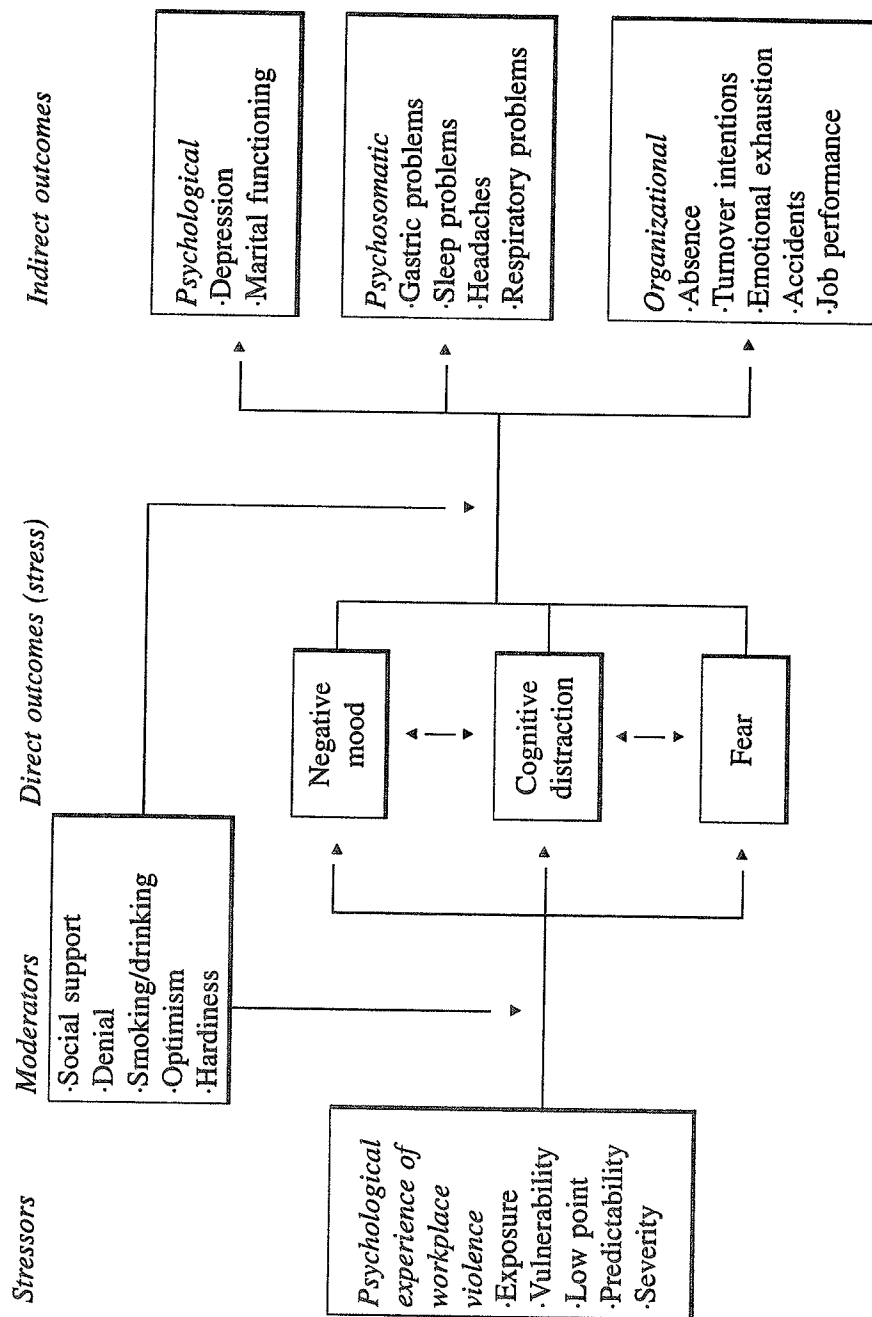 Stressors
Moderators
Direct outcomes (stress)
Indirect outcomes
Psychological
experience of
workplace
violence
·Exposure
·Vulnerability
·Low point
·Predictability
·Severity
·Social support
·Denial
·Smoking/drinking
·Optimism
·Hardiness
Negative
mood
Cognitive
distraction
Fear
Psychological
·Depression
·Marital functioning
Psychosomatic
·Gastric problems
·Sleep problems
·Headaches
·Respiratory problems
Organizational
·Absence
·Turnover intentions
·Emotional exhaustion
·Accidents
·Job performance